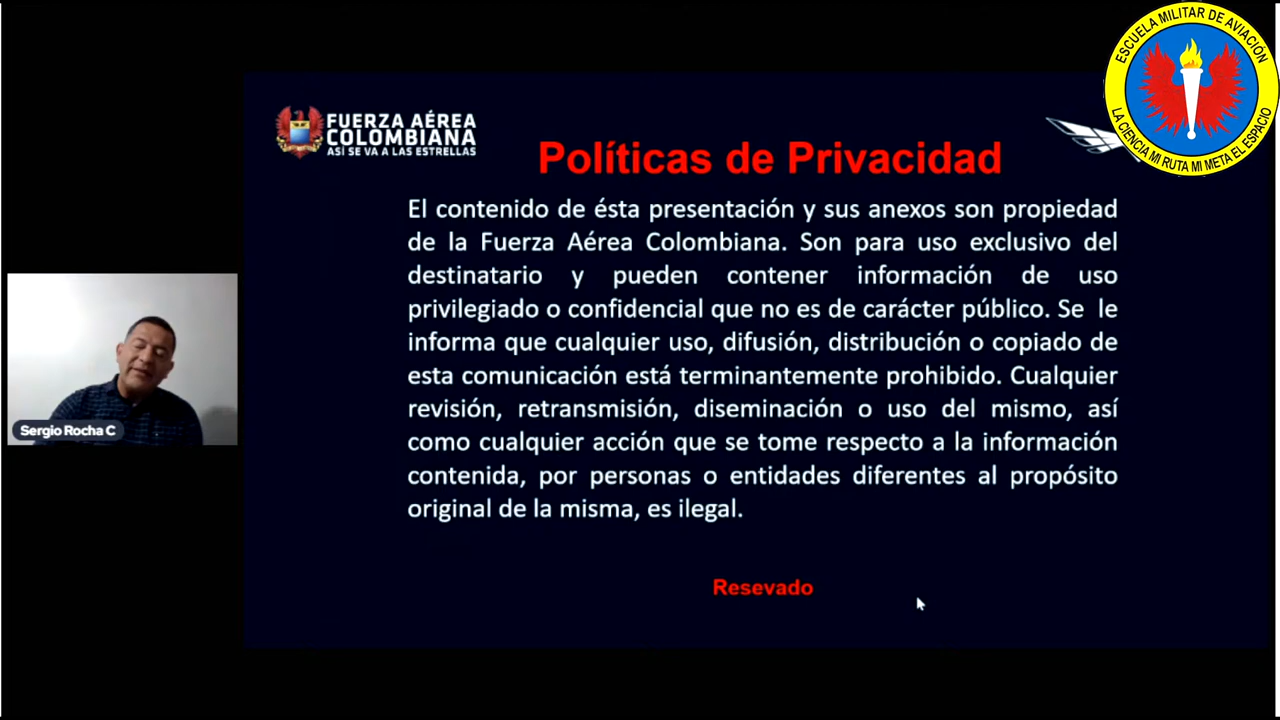 ESCUELA MILITAR DE AVIACIÓN
LA CIENCIA MI RUTA MI META EL ESPACIO
FUERZA AÉREA
COLOMBIANA
ASÍ SE VA A LAS ESTRELLAS
Políticas de Privacidad
El contenido de ésta presentación y sus anexos son propiedad
de la Fuerza Aérea Colombiana. Son para uso exclusivo del
destinatario y pueden contener información de uso
privilegiado o confidencial que no es de carácter público. Se le
informa que cualquier uso, difusión, distribución o copiado de
esta comunicación está terminantemente prohibido. Cualquier
revisión, retransmisión, diseminación o uso del mismo, así
como cualquier acción que se tome respecto a la información
contenida, por personas o entidades diferentes al propósito
original de la misma, es ilegal.
Resevado
Sergio Rocha C